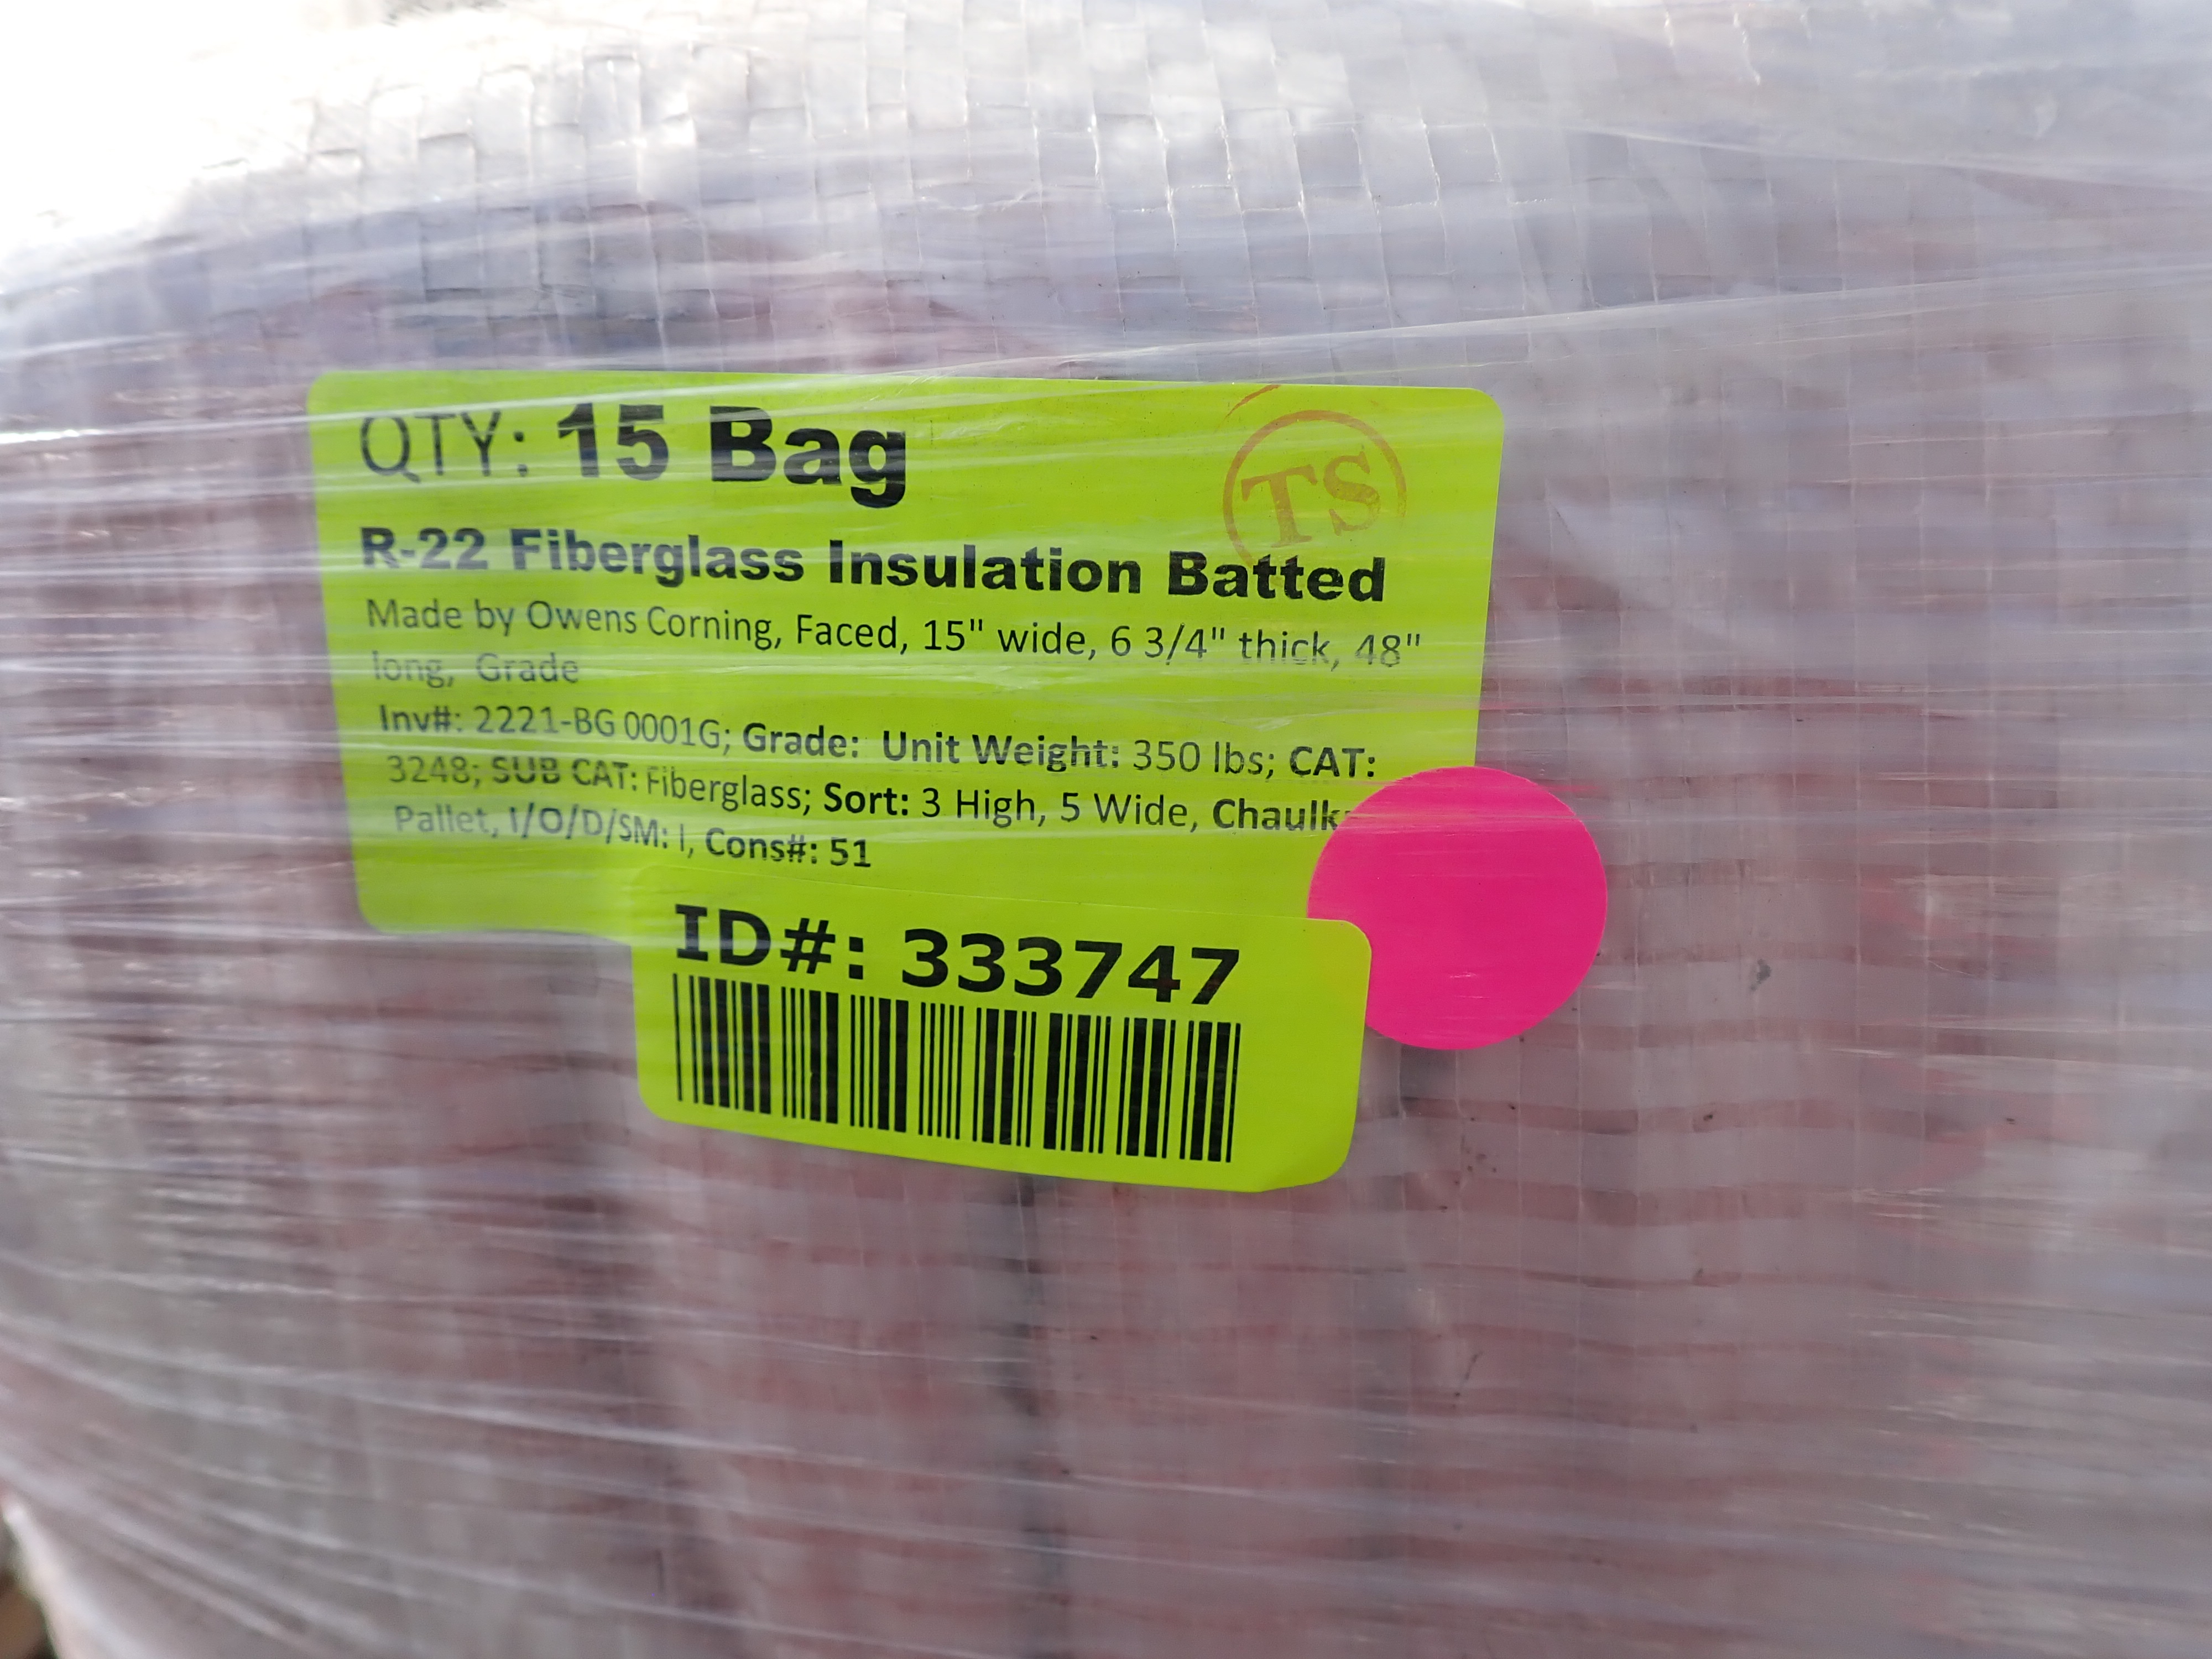 QTY: 15 Bag
TS
R-22 Fiberglass Insulation Batted
Made by Owens Corning, Faced, 15" wide, 6 3/4" thick, 48"
long, Grade
Inv#: 2221-BG 0001G; Grade: Unit Weight: 350 lbs; CAT:
3248; SUB CAT: Fiberglass; Sort: 3 High, 5 Wide, Chaulk
Pallet, I/O/D/SM: I, Cons#: 51
ID#: 333747